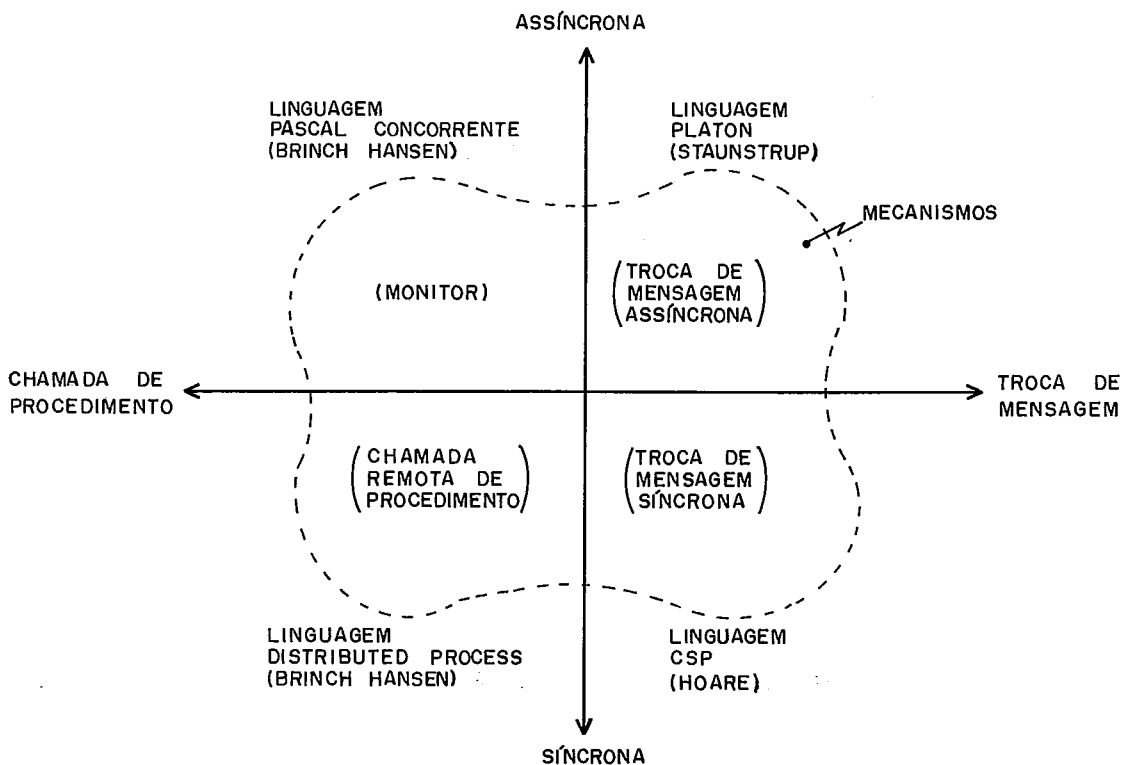 ASSÍNCRONA
LINGUAGEM
PASCAL CONCORRENTE
(BRINCH HANSEN)
LINGUAGEM
PLATON
(STAUNSTRUP)
MECANISMOS
(MONITOR)
(TROCA DE
MENSAGEM
ASSÍNCRONA)
CHAMADA DE
PROCEDIMENTO
TROCA DE
MENSAGEM
(CHAMADA
REMOTA DE
PROCEDIMENTO)
(TROCA DE
MENSAGEM
SÍNCRONA)
LINGUAGEM
DISTRIBUTED PROCESS
(BRINCH HANSEN)
LINGUAGEM
CSP
(HOARE)
SÍNCRONA